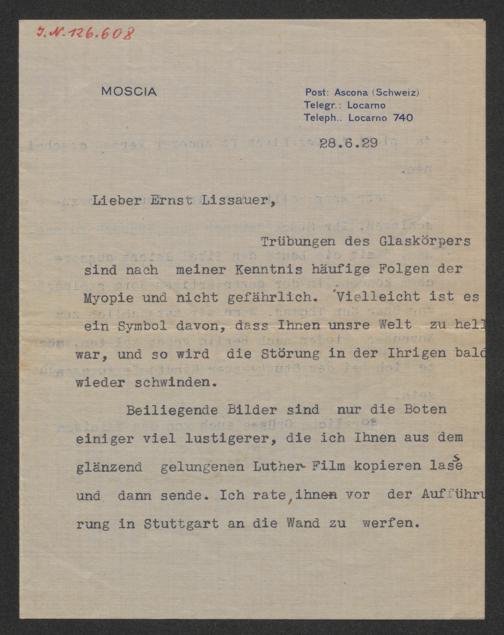 J.N. 126.608
MOSCIA
Post: Ascona (Schweiz)
Telegr.: Locarno
Teleph.. Locarno 740
28.6.29
Lieber Ernst Lissauer,
Trübungen des Glaskörpers
sind nach meiner Kenntnis häufige Folgen der
Myopie und nicht gefährlich. Vielleicht ist es
ein Symbol davon, dass Ihnen unsre Welt zu hell
war, und so wird die Störung in der Ihrigen bald
wieder schwinden.
Beiliegende Bilder sind nur die Boten
einiger viel lustigerer, die ich Ihnen aus dem
glänzend gelungenen Luther-Film kopieren lass
und dann sende. Ich rate, ihnen vor der Aufführu
rung in Stuttgart an die Wand zu werfen.